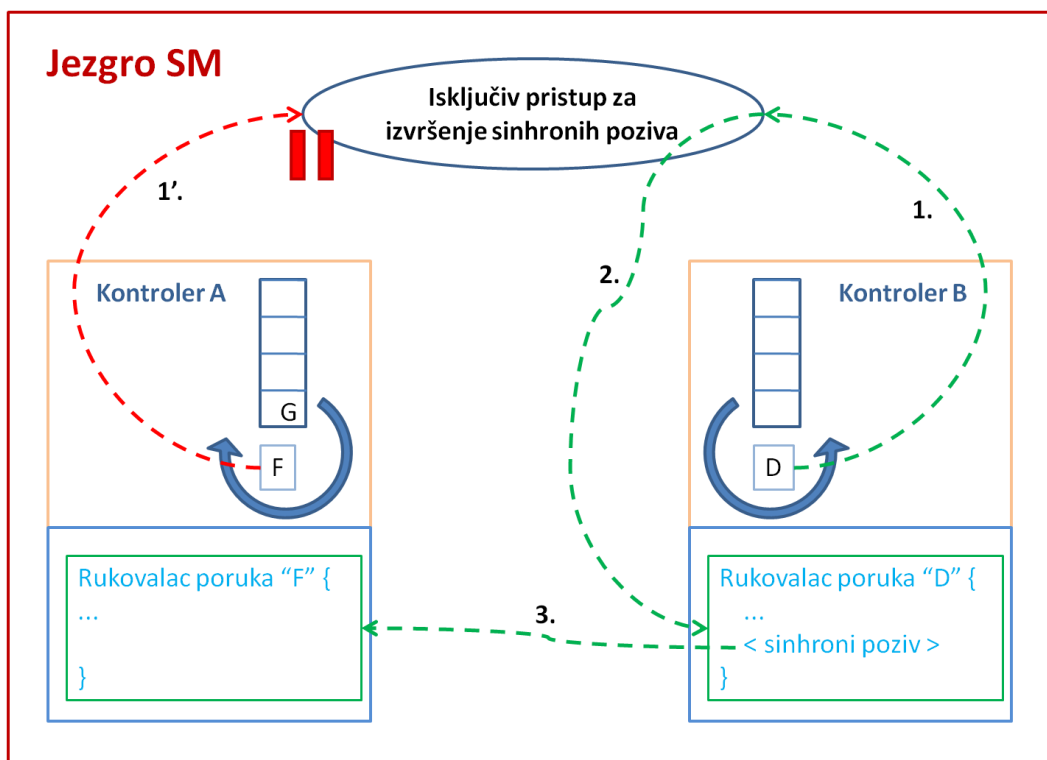 Jezgro SM
Isključiv pristup za
izvršenje sinhronih poziva
1’.
1.
2.
Kontroler A
Kontroler B
G
F
D
Rukovalac poruka “F” {
...
}
3.
Rukovalac poruka “D” {
...
< sinhroni poziv >
}